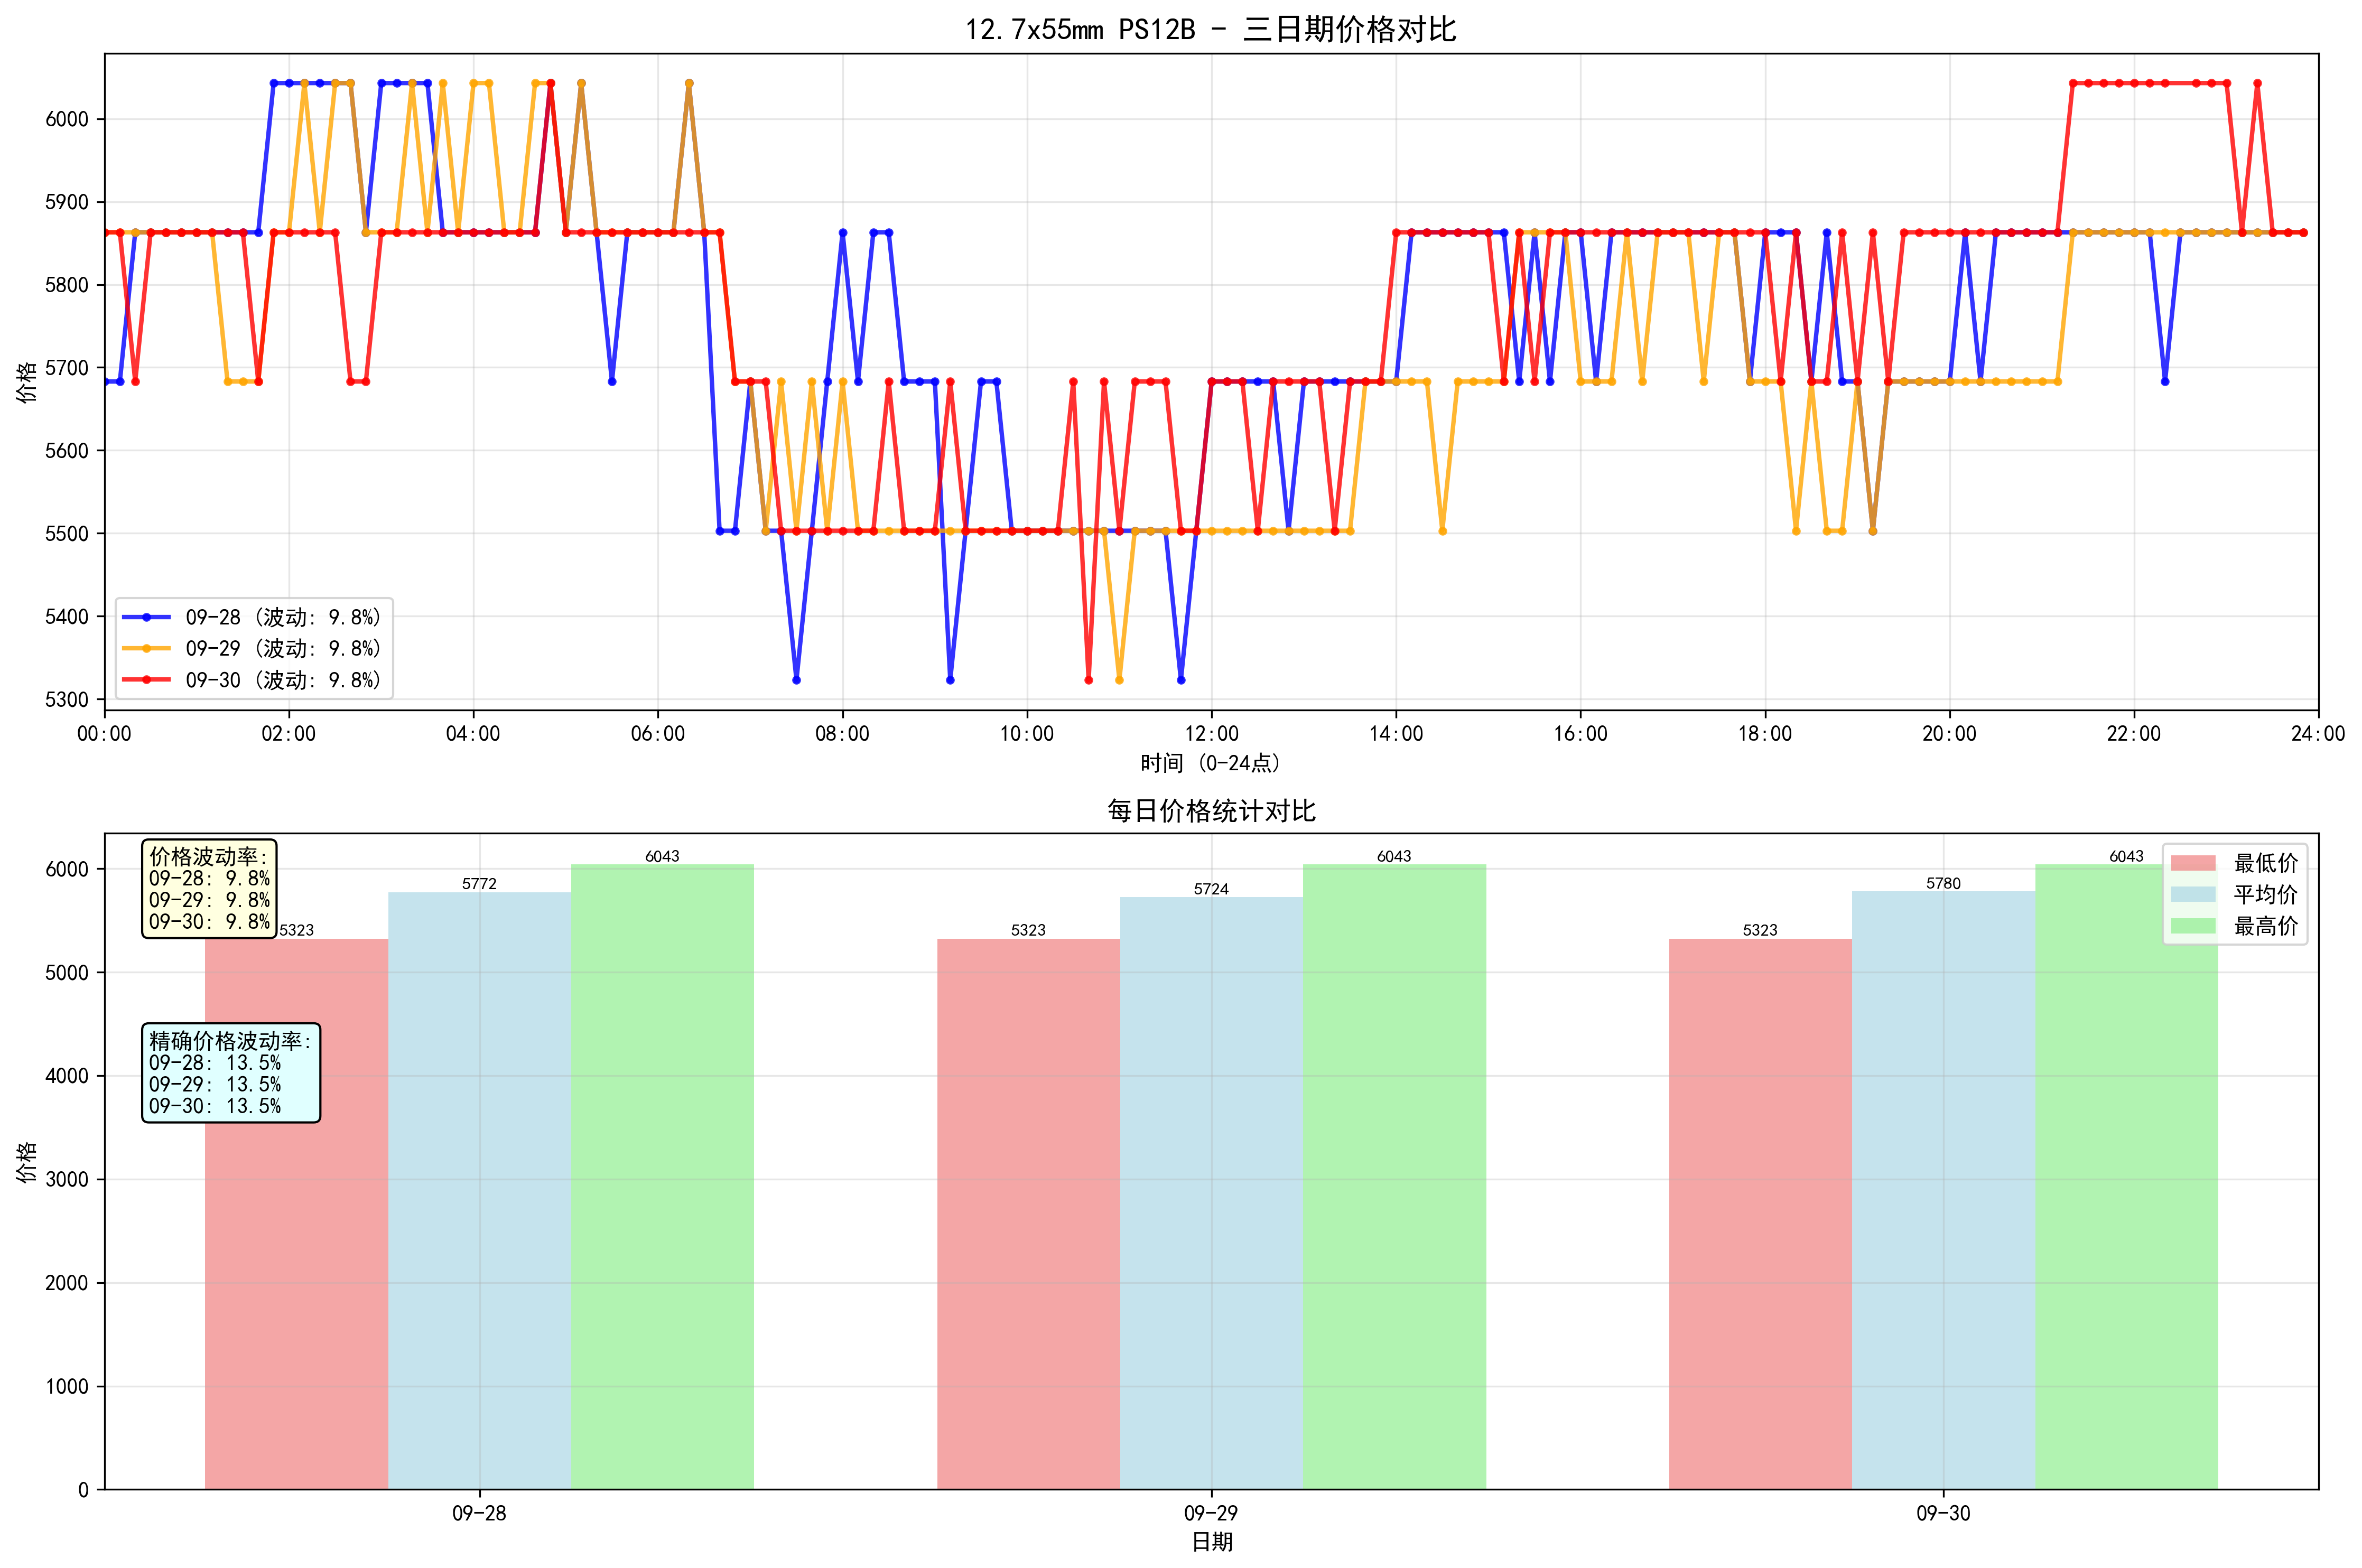 12.7x55mm PS12B - 三日期价格对比
价格
6000
5900
5800
5700
5600
5500
5400
5300
09-28 (波动: 9.8%)
09-29 (波动: 9.8%)
09-30 (波动: 9.8%)
00:00 02:00 04:00 06:00 08:00 10:00 12:00 14:00 16:00 18:00 20:00 22:00 24:00
时间 (0-24点)
每日价格统计对比
价格
6000
5000
4000
3000
2000
1000
0
价格波动率:
09-28: 9.8%
09-29: 9.8%
09-30: 9.8%
精确价格波动率:
09-28: 13.5%
09-29: 13.5%
09-30: 13.5%
5323 5772 6043
5323 5724 6043
5323 5780 6043
最低价
平均价
最高价
09-28 09-29 09-30
日期